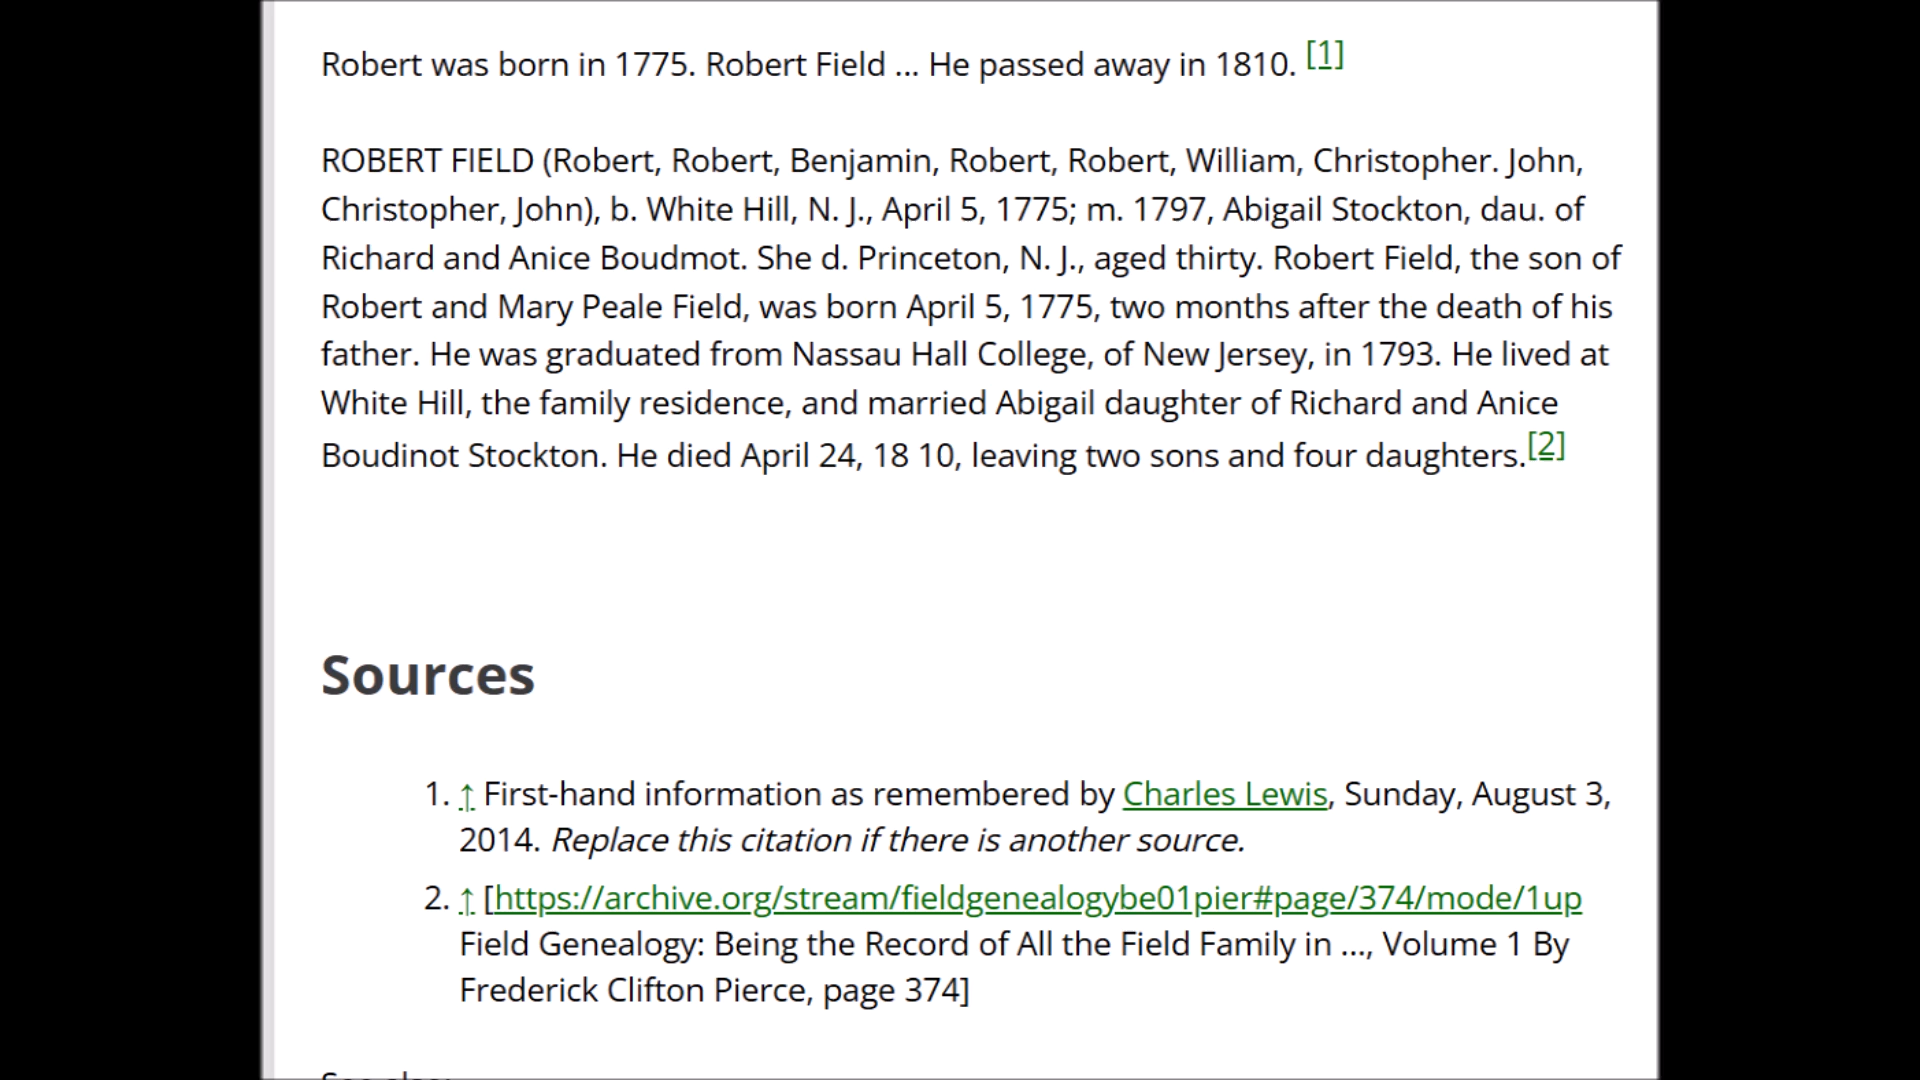 Robert was born in 1775. Robert Field ... He passed away in 1810. [1]
ROBERT FIELD (Robert, Robert, Benjamin, Robert, Robert, William, Christopher. John,
Christopher, John), b. White Hill, N. J., April 5, 1775; m. 1797, Abigail Stockton, dau. of
Richard and Anice Boudmot. She d. Princeton, N. J., aged thirty. Robert Field, the son of
Robert and Mary Peale Field, was born April 5, 1775, two months after the death of his
father. He was graduated from Nassau Hall College, of New Jersey, in 1793. He lived at
White Hill, the family residence, and married Abigail daughter of Richard and Anice
Boudinot Stockton. He died April 24, 18 10, leaving two sons and four daughters.[2]
Sources
1. ↑ First-hand information as remembered by Charles Lewis, Sunday, August 3,
2014. Replace this citation if there is another source.
2. ↑ [https://archive.org/stream/fieldgenealogybe01pier#page/374/mode/1up
Field Genealogy: Being the Record of All the Field Family in ..., Volume 1 By
Frederick Clifton Pierce, page 374]